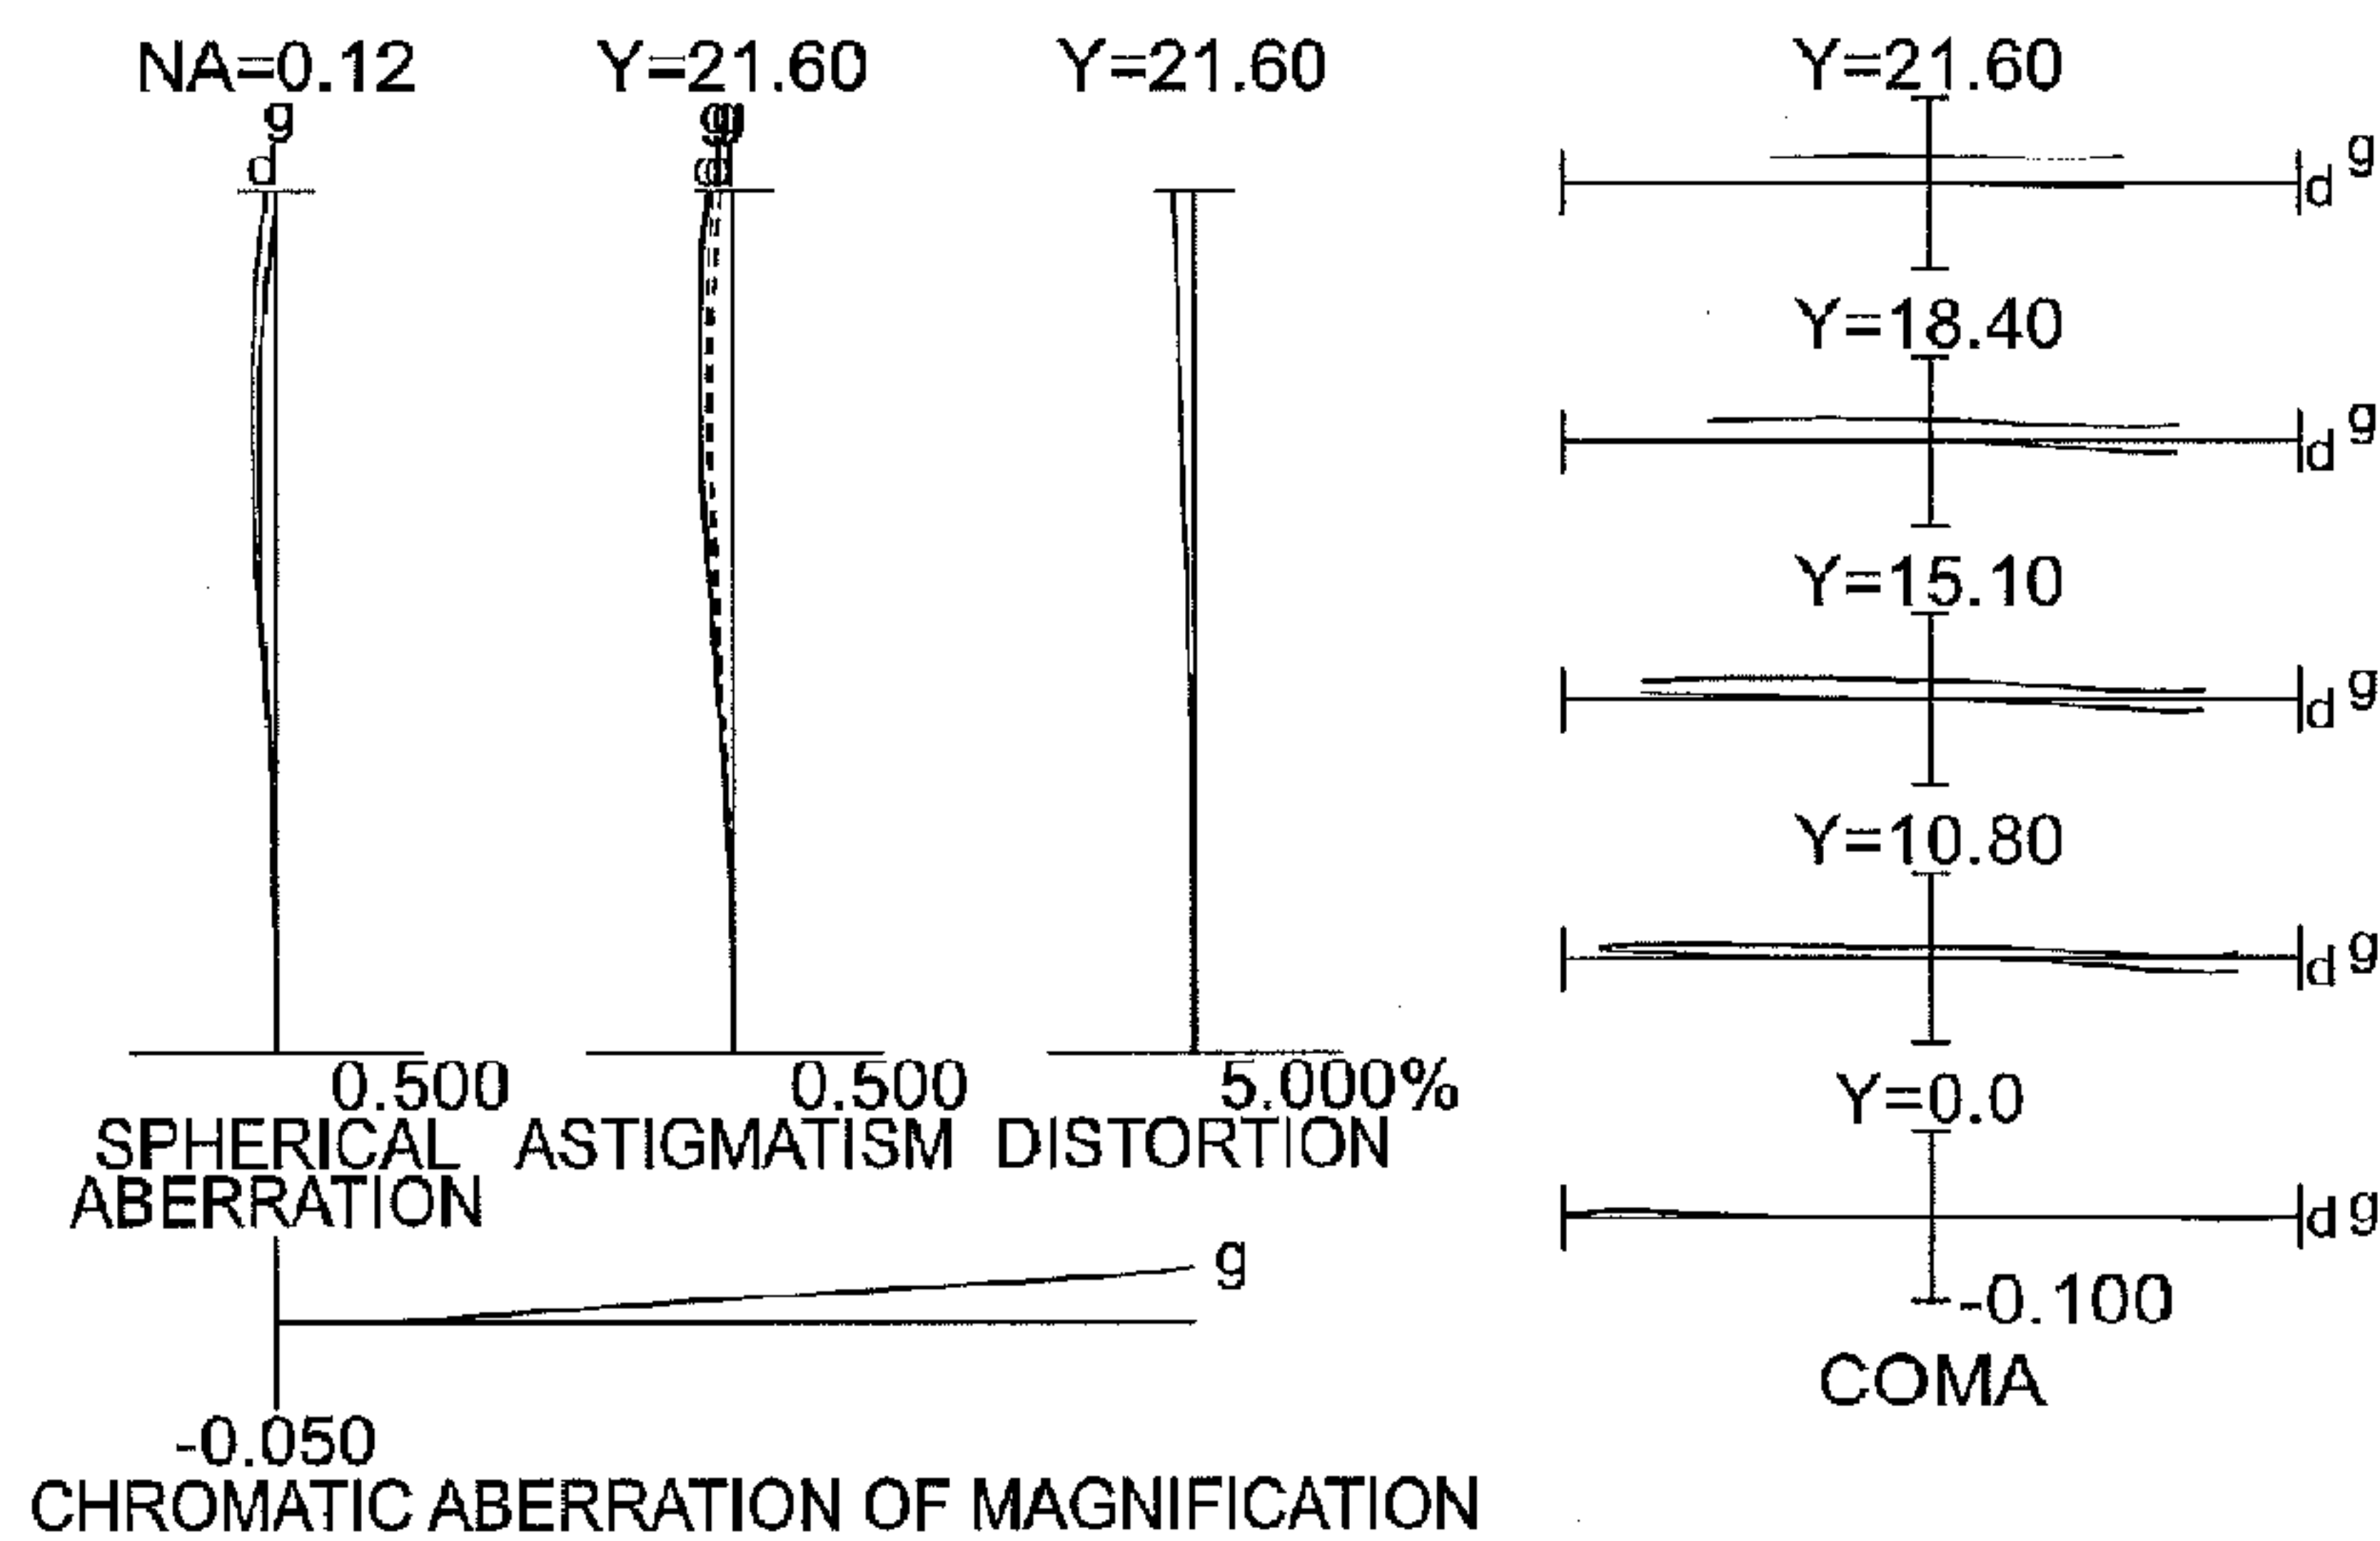 NA=0.12
g
d
Y=21.60
g
d
Y=21.60
0.500
SPHERICAL
ABERRATION
0.500
ASTIGMATISM
5.000%
DISTORTION
g
-0.050
CHROMATIC ABERRATION OF MAGNIFICATION
Y=21.60
d g
Y=18.40
d g
Y=15.10
d g
Y=10.80
d g
Y=0.0
d g
-0.100
COMA